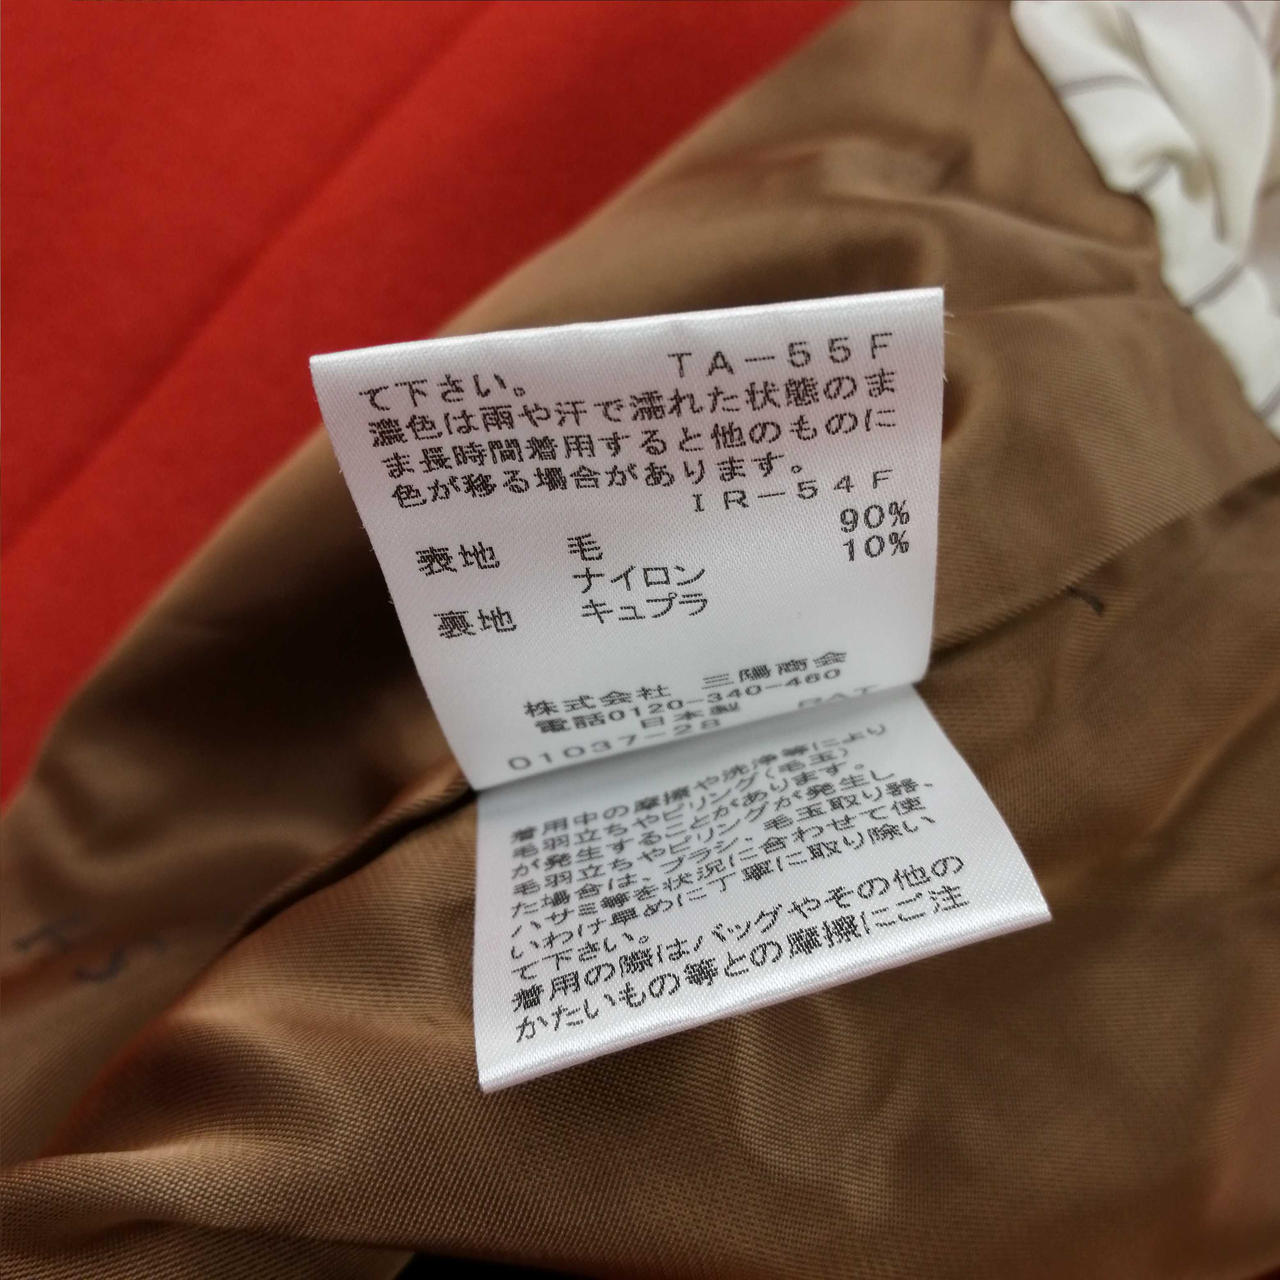 TA-55F
て下さい。
濃色は雨や汗で濡れた状態のま
ま長時間着用すると他のものに
色が移る場合があります。
IR-54F
表地 毛 90%
ナイロン 10%
裏地 キュプラ
株式会社 三陽商会
電話0120-340-460
日本製 RAT
01037-28
着用中の摩擦や洗浄等により
毛羽立ちやピリング(毛玉)
が発生することがあります。
毛羽立ちやピリングが発生し
た場合は、ブラシ、毛玉取り器、
ハサミ等を状況に合わせて使
いわけ早めに丁寧に取り除い
て下さい。
着用の際はバッグやその他の
かたいもの等との摩擦にご注